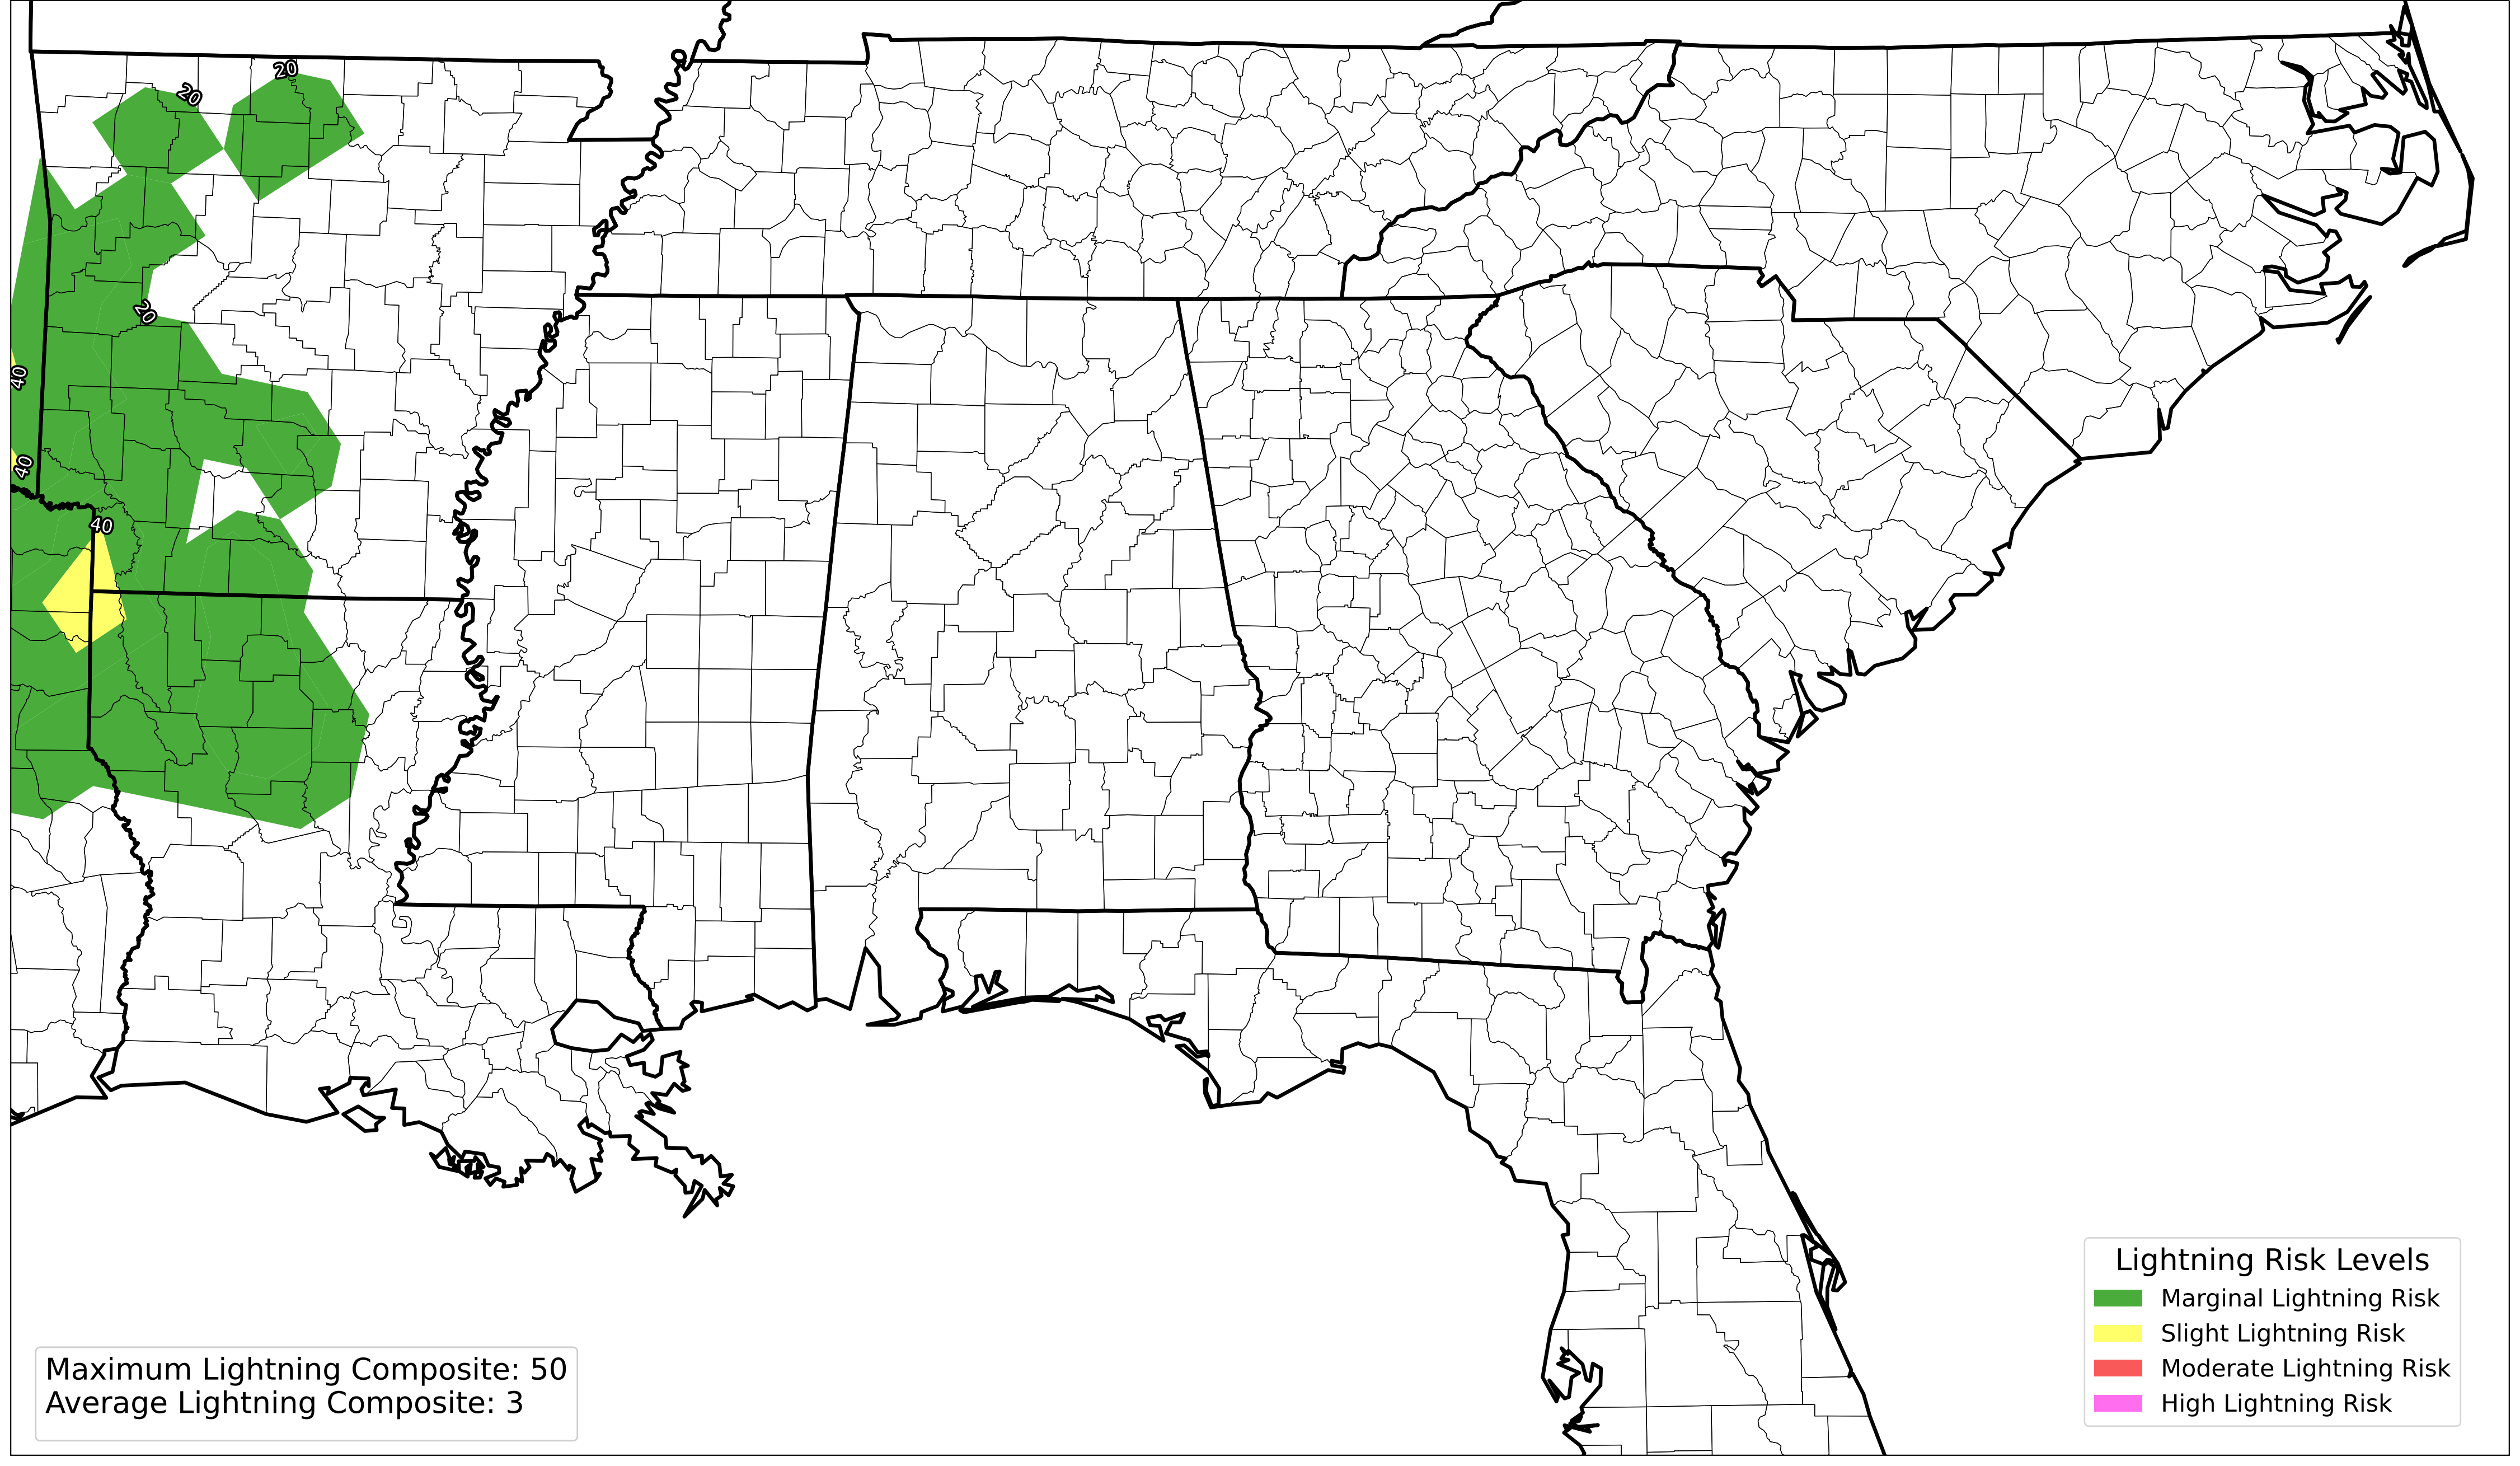 20
20
20
40
40
40
Lightning Risk Levels
Marginal Lightning Risk
Slight Lightning Risk
Moderate Lightning Risk
High Lightning Risk
Maximum Lightning Composite: 50
Average Lightning Composite: 3